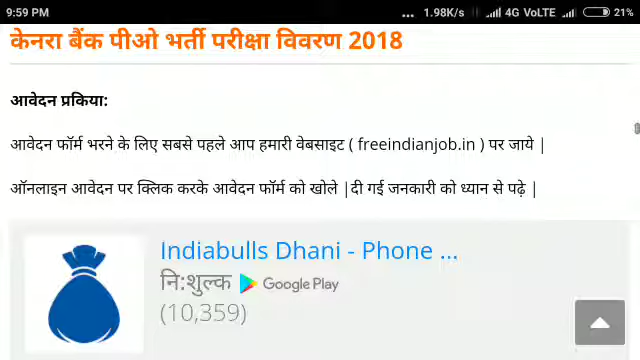 9:59 PM ... 1.98K/s 4G VoLTE 21%
केनरा बैंक पीओ भर्ती परीक्षा विवरण 2018
आवेदन प्रकिया:
आवेदन फॉर्म भरने के लिए सबसे पहले आप हमारी वेबसाइट ( freeindianjob.in ) पर जाये |
ऑनलाइन आवेदन पर क्लिक करके आवेदन फॉर्म को खोले |दी गई जानकारी को ध्यान से पढ़े |
Indiabulls Dhani - Phone ...
नि:शुल्क Google Play
(10,359)